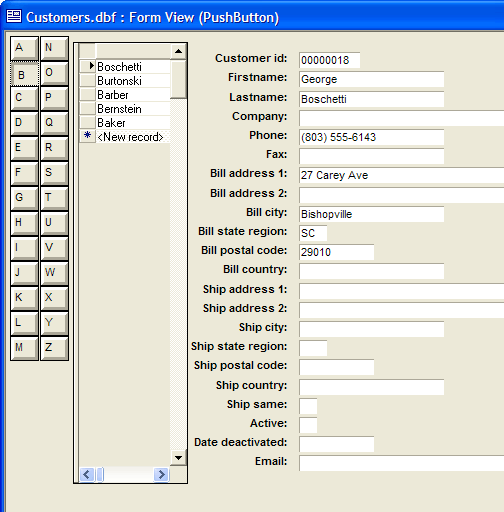 Customers.dbf : Form View (PushButton)
A N
B O
C P
D Q
E R
F S
G T
H U
I V
J W
K X
L Y
M Z
Boschetti
Burtonski
Barber
Bernstein
Baker
* <New record>
Customer id: 00000018
Firstname: George
Lastname: Boschetti
Company:
Phone: (803) 555-6143
Fax:
Bill address 1: 27 Carey Ave
Bill address 2:
Bill city: Bishopville
Bill state region: SC
Bill postal code: 29010
Bill country:
Ship address 1:
Ship address 2:
Ship city:
Ship state region:
Ship postal code:
Ship country:
Ship same:
Active:
Date deactivated:
Email: